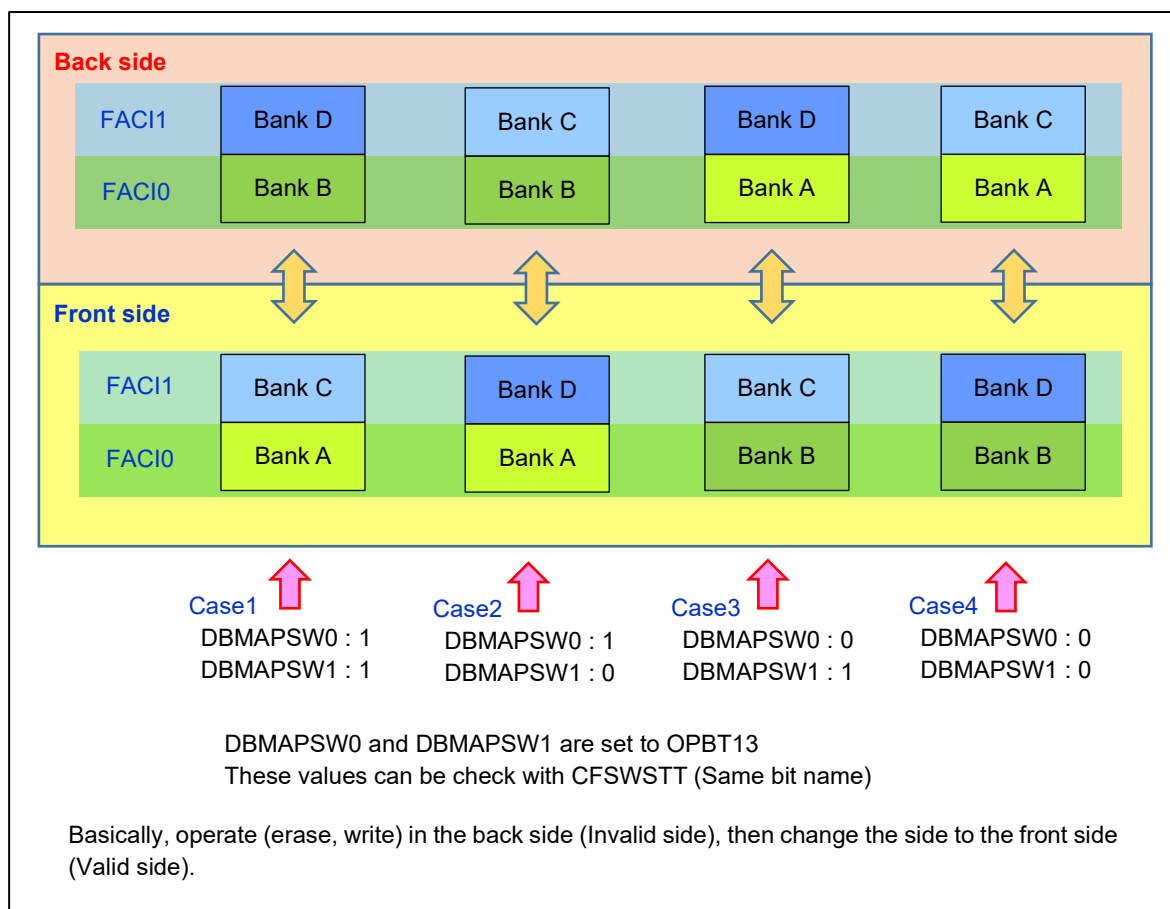 Back side
FACI1 Bank D Bank C Bank D Bank C
FACI0 Bank B Bank B Bank A Bank A
Front side
FACI1 Bank C Bank D Bank C Bank D
FACI0 Bank A Bank A Bank B Bank B
Case1 Case2 Case3 Case4
DBMAPSW0 : 1 DBMAPSW0 : 1 DBMAPSW0 : 0 DBMAPSW0 : 0
DBMAPSW1 : 1 DBMAPSW1 : 0 DBMAPSW1 : 1 DBMAPSW1 : 0
DBMAPSW0 and DBMAPSW1 are set to OPBT13
These values can be check with CFSWSTT (Same bit name)
Basically, operate (erase, write) in the back side (Invalid side), then change the side to the front side
(Valid side).